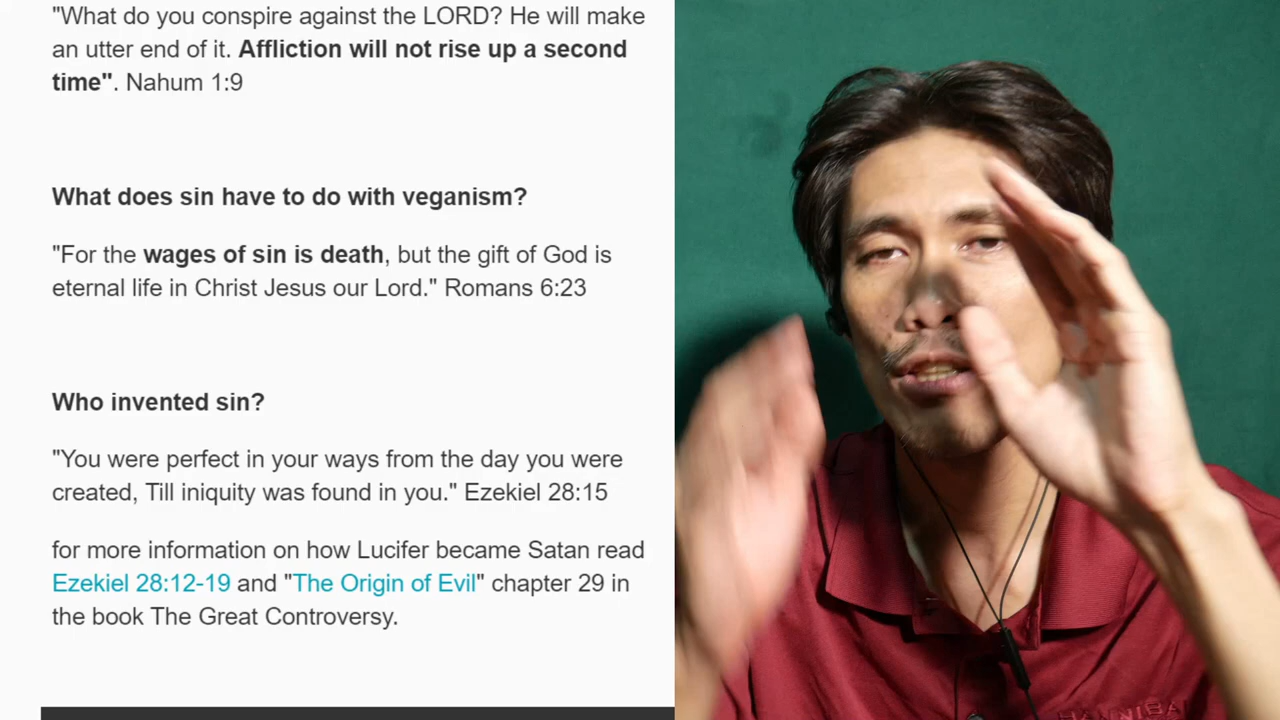 "What do you conspire against the LORD? He will make
an utter end of it. Affliction will not rise up a second
time". Nahum 1:9
What does sin have to do with veganism?
"For the wages of sin is death, but the gift of God is
eternal life in Christ Jesus our Lord." Romans 6:23
Who invented sin?
"You were perfect in your ways from the day you were
created, Till iniquity was found in you." Ezekiel 28:15
for more information on how Lucifer became Satan read
Ezekiel 28:12-19 and "The Origin of Evil" chapter 29 in
the book The Great Controversy.